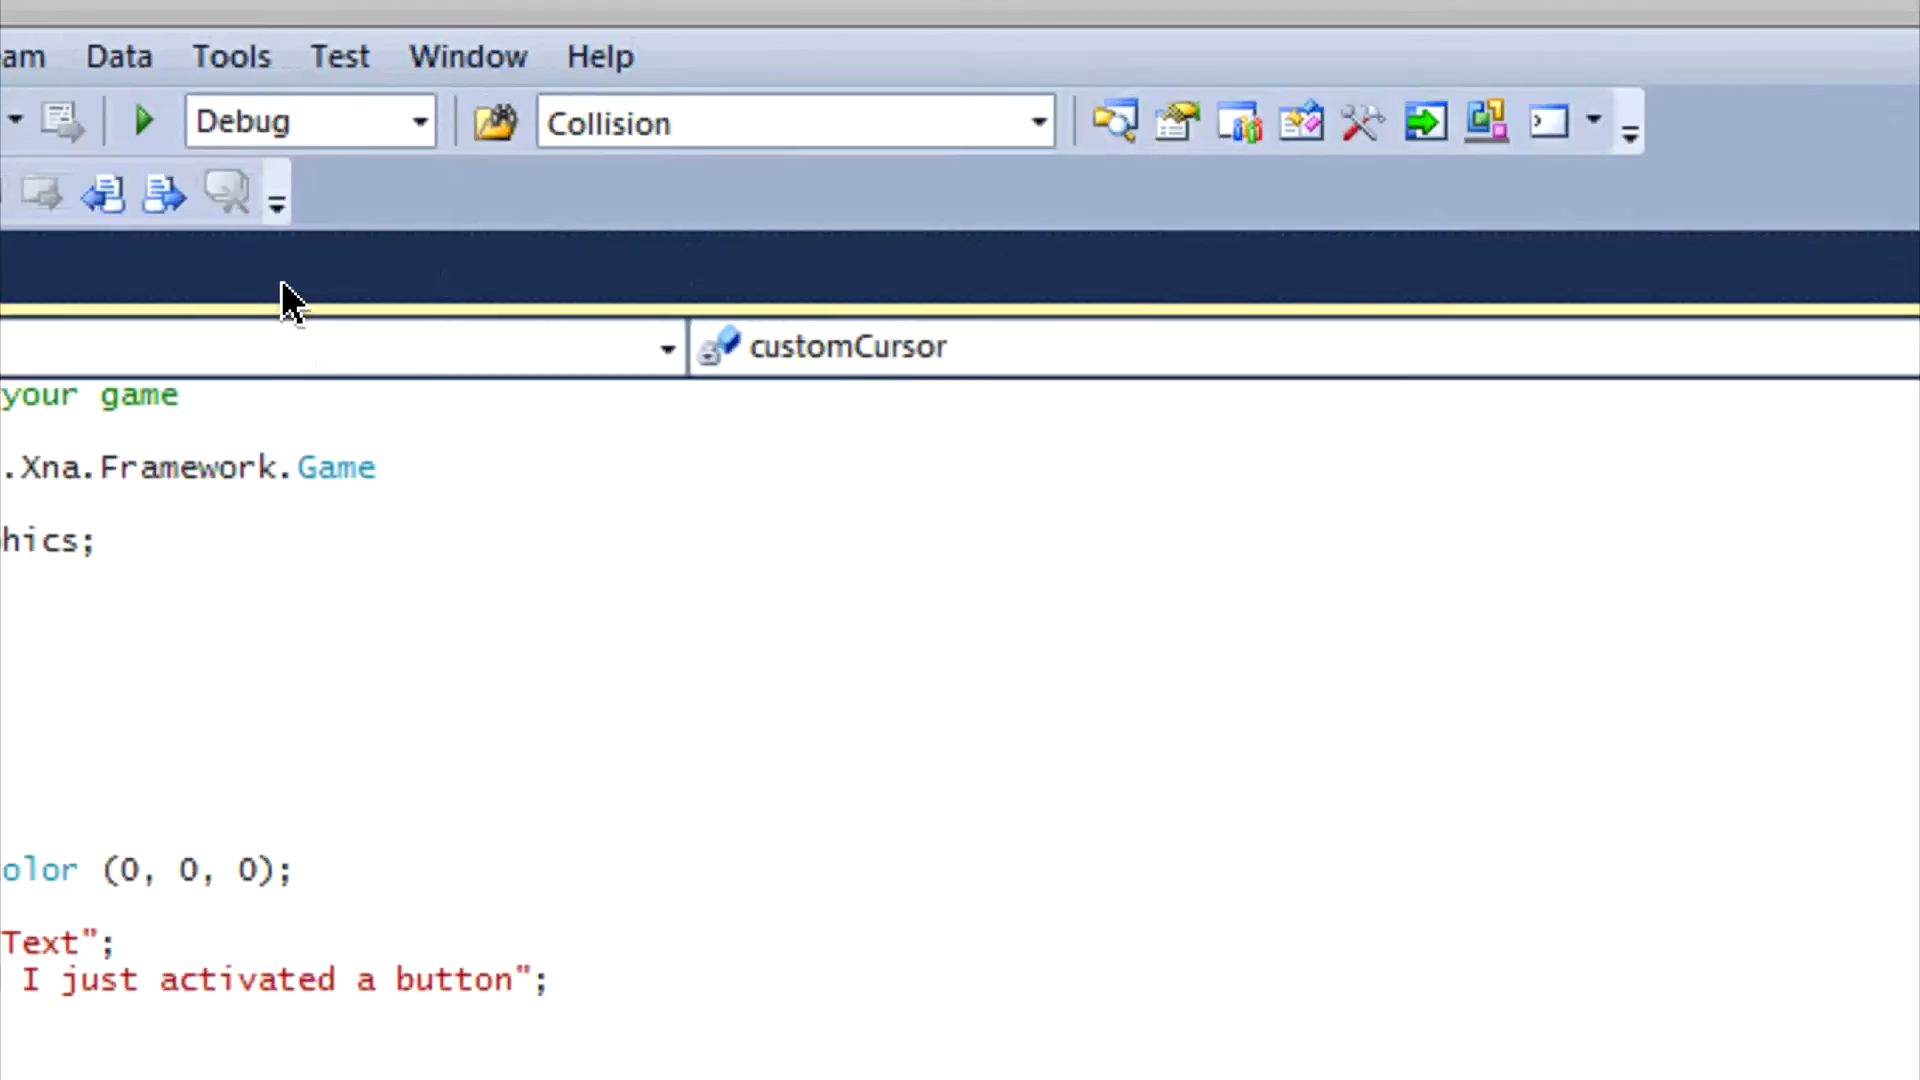 am Data Tools Test Window Help
Debug Collision
customCursor
your game
.Xna.Framework.Game
hics;
olor (0, 0, 0);
Text";
I just activated a button";